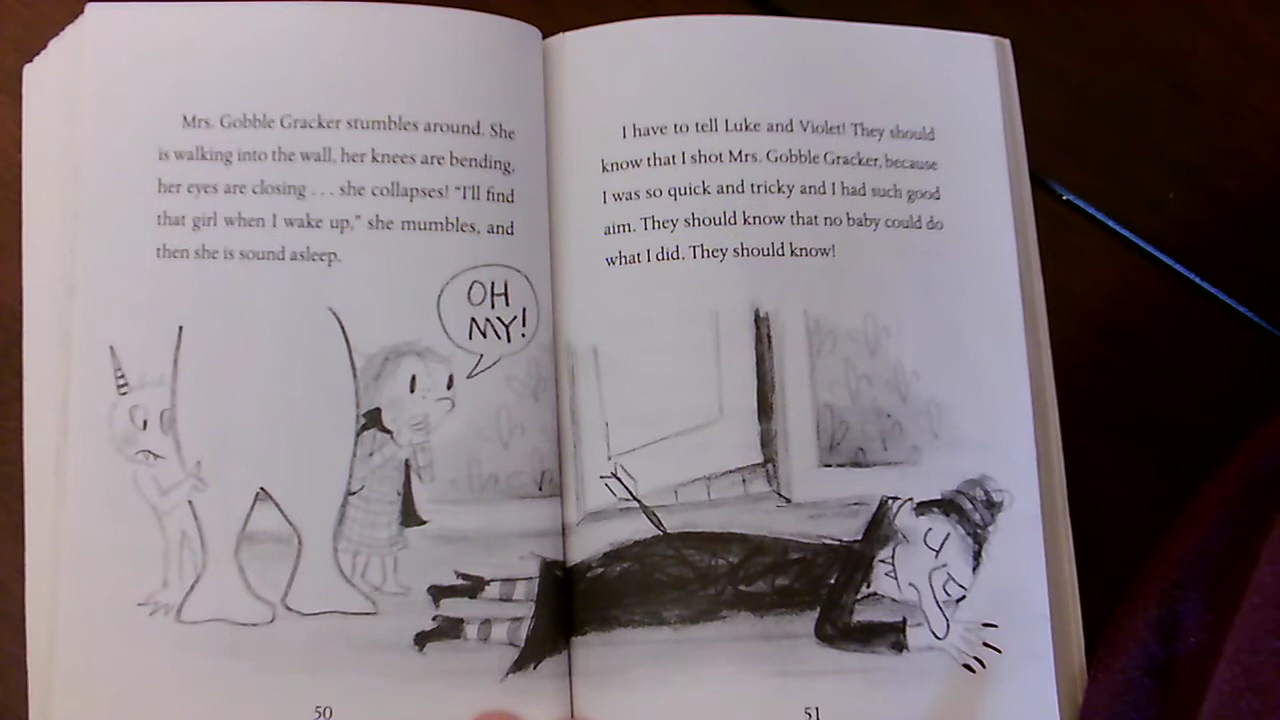 Mrs. Gobble Gracker stumbles around. She
is walking into the wall, her knees are bending,
her eyes are closing . . . she collapses! "I'll find
that girl when I wake up," she mumbles, and
then she is sound asleep.
OH
MY!
50
I have to tell Luke and Violet! They should
know that I shot Mrs. Gobble Gracker, because
I was so quick and tricky and I had such good
aim. They should know that no baby could do
what I did. They should know!
51